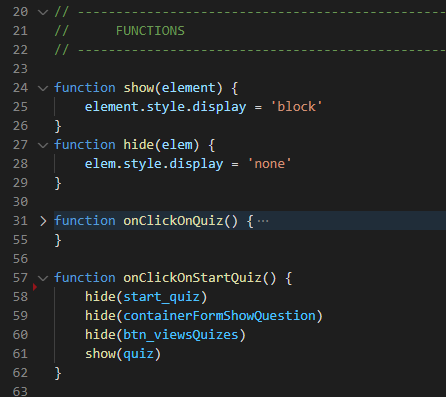 20 // -----------------------------------------------
21 //      FUNCTIONS
22 // -----------------------------------------------
23
24 function show(element) {
25     element.style.display = 'block'
26 }
27 function hide(elem) {
28     elem.style.display = 'none'
29 }
30
31 function onClickOnQuiz() { ⋯
55 }
56
57 function onClickOnStartQuiz() {
58     hide(start_quiz)
59     hide(containerFormShowQuestion)
60     hide(btn_viewsQuizes)
61     show(quiz)
62 }
63